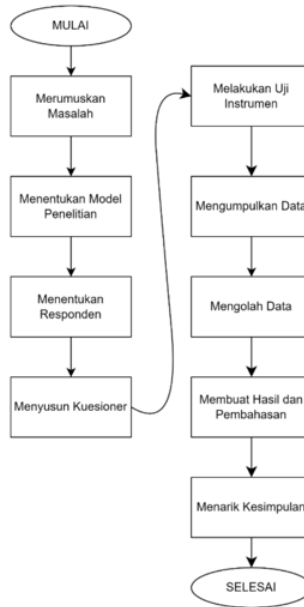 MULAI
Merumuskan
Masalah
Menentukan Model
Penelitian
Menentukan
Responden
Menyusun Kuesioner
Melakukan Uji
Instrumen
Mengumpulkan Data
Mengolah Data
Membuat Hasil dan
Pembahasan
Menarik Kesimpulan
SELESAI